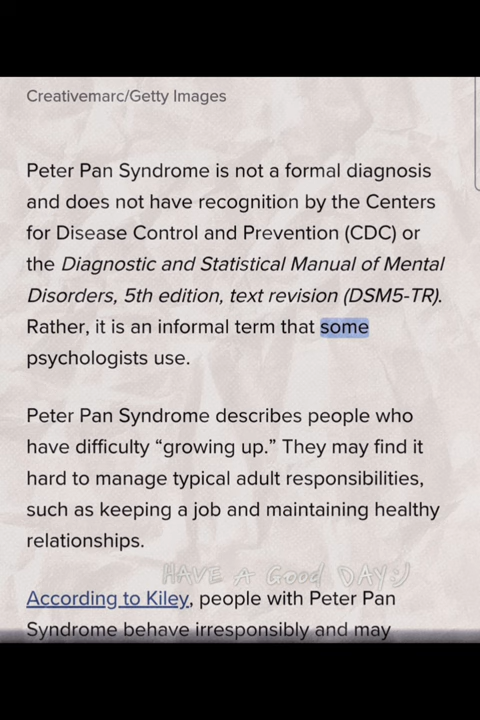 Creativemarc/Getty Images
Peter Pan Syndrome is not a formal diagnosis
and does not have recognition by the Centers
for Disease Control and Prevention (CDC) or
the Diagnostic and Statistical Manual of Mental
Disorders, 5th edition, text revision (DSM5-TR).
Rather, it is an informal term that some
psychologists use.
Peter Pan Syndrome describes people who
have difficulty “growing up.” They may find it
hard to manage typical adult responsibilities,
such as keeping a job and maintaining healthy
relationships.
HAVE A Good DAY:)
According to Kiley, people with Peter Pan
Syndrome behave irresponsibly and may